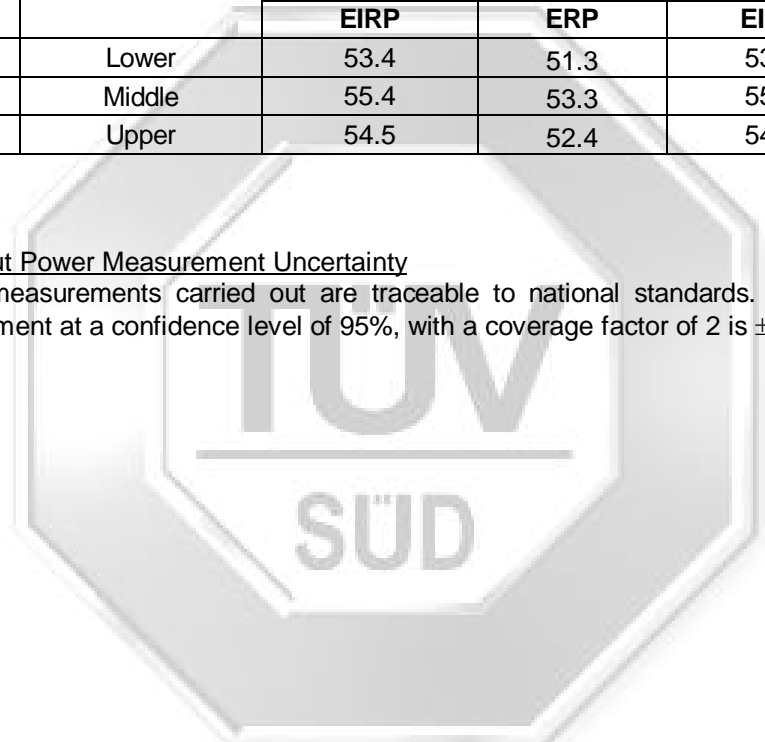 EIRP ERP
Lower 53.4 51.3
Middle 55.4 53.3
Upper 54.5 52.4
Power Measurement Uncertainty
measurements carried out are traceable to national standards.
at a confidence level of 95%, with a coverage factor of 2 is ±
TÜV
SÜD